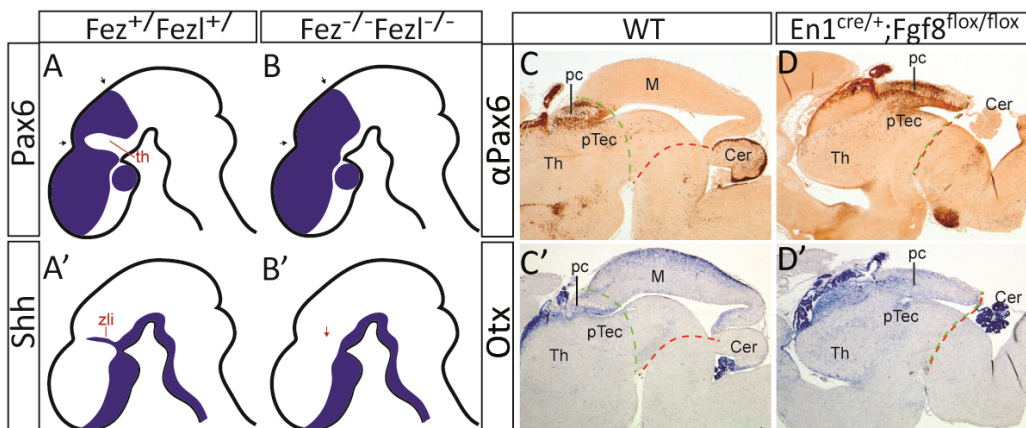 Fez+/+Fezl+/+
Fez-/-Fezl-/-
WT
En1cre/+;Fgf8flox/flox
Pax6
A
th
B
αPax6
C
pc
M
pTec
Th
Cer
D
pc
Cer
pTec
Th
Shh
A’
zli
B’
Otx
C’
pc
M
pTec
Th
Cer
D’
pc
Cer
pTec
Th